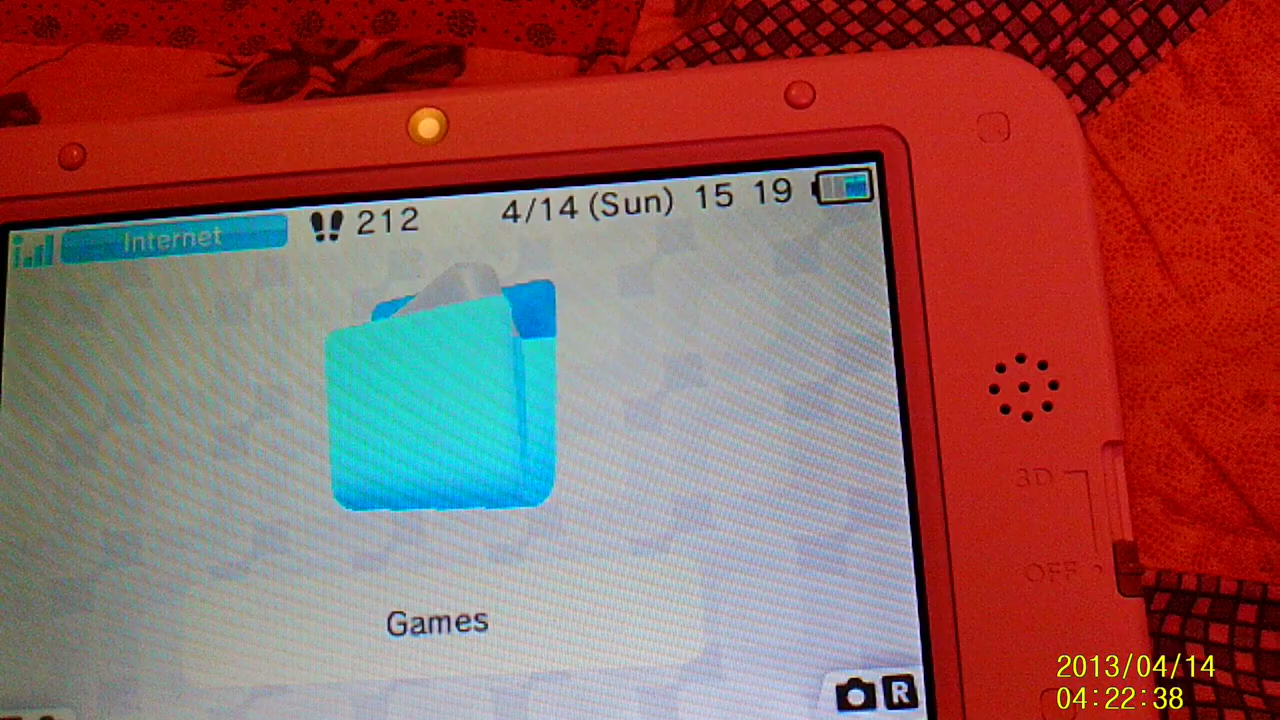 Internet 212 4/14 (Sun) 15 19
Games
3D
OFF
R
2013/04/14
04:22:38